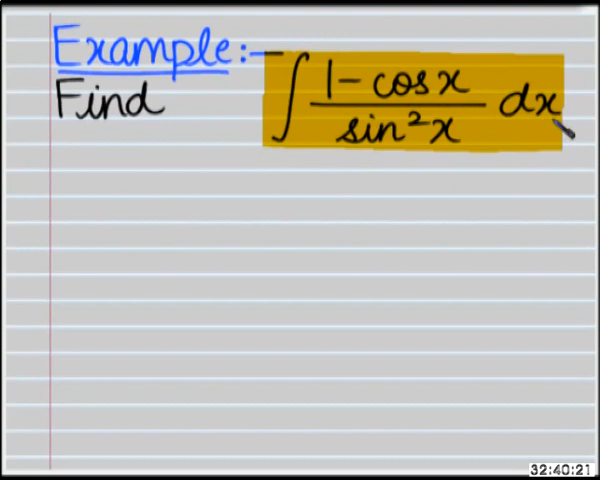 Example:-
Find ∫ (1 - cos x)/(sin²x) dx
32:40:21